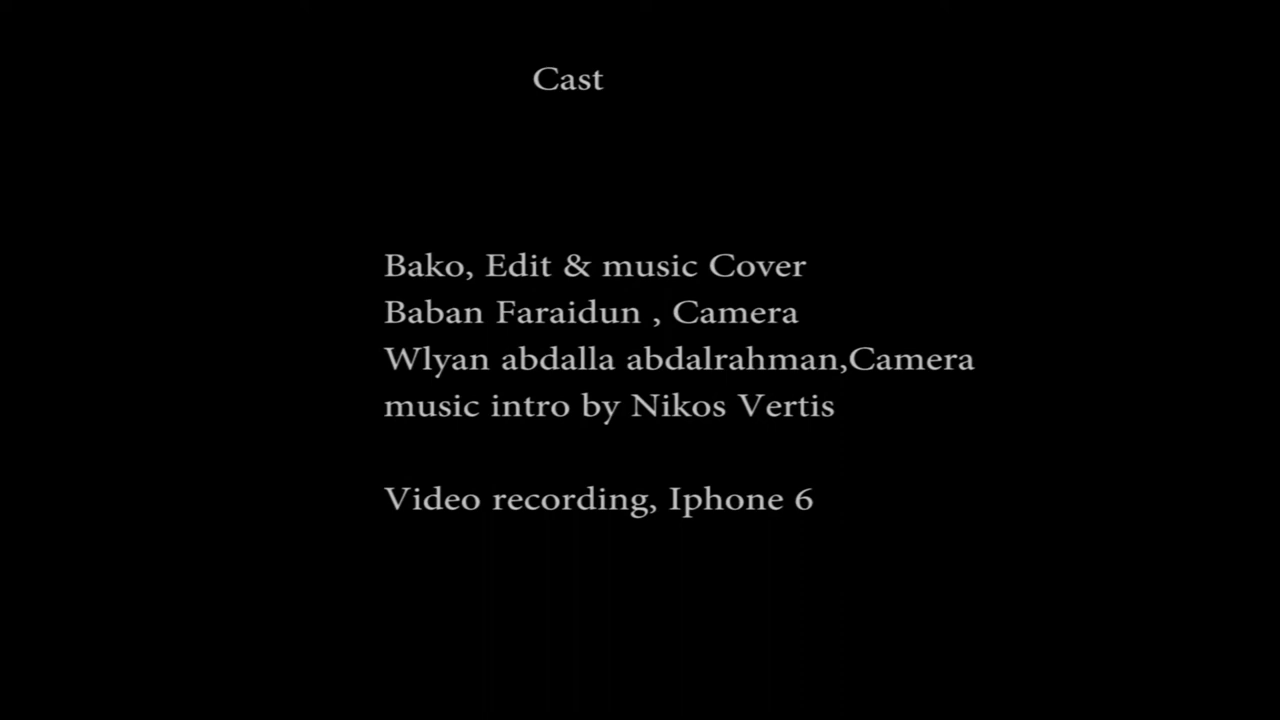 Cast
Bako, Edit & music Cover
Baban Faraidun , Camera
Wlyan abdalla abdalrahman,Camera
music intro by Nikos Vertis
Video recording, Iphone 6